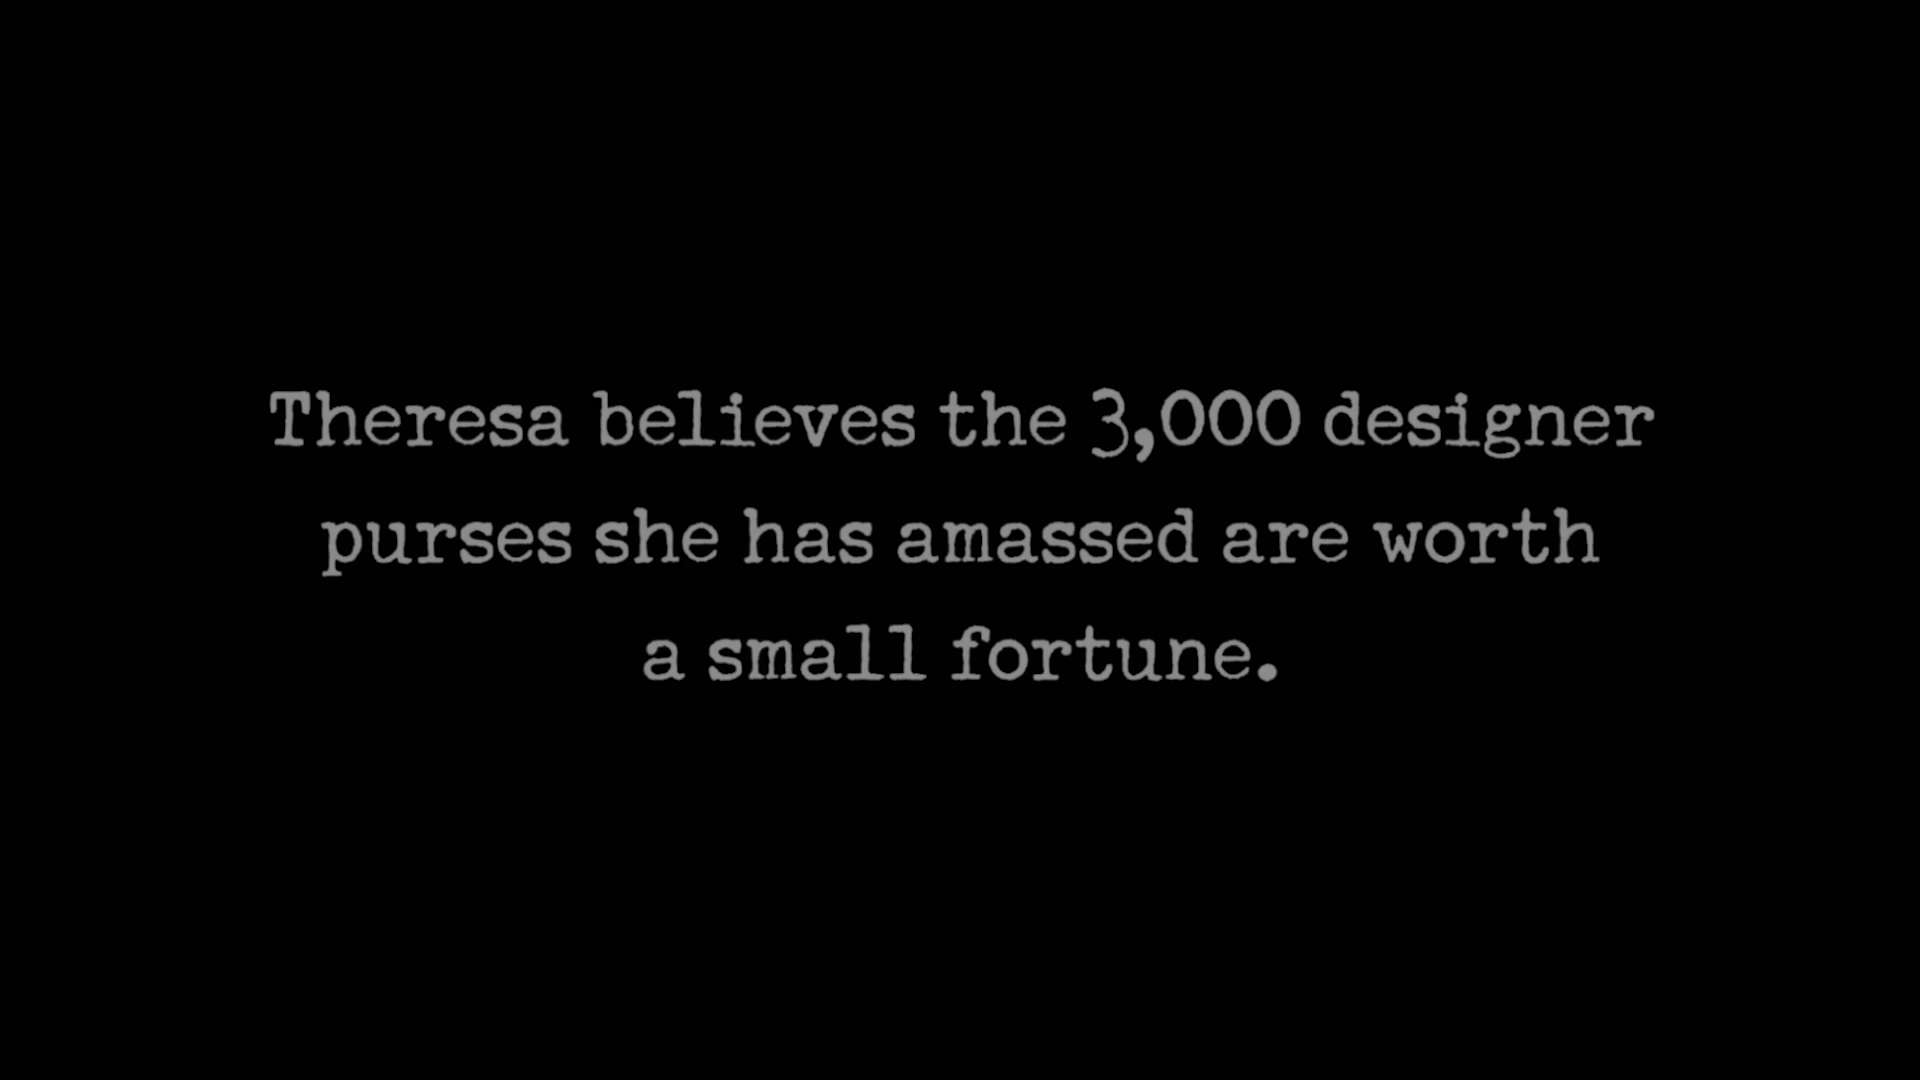 Theresa believes the 3,000 designer
purses she has amassed are worth
a small fortune.